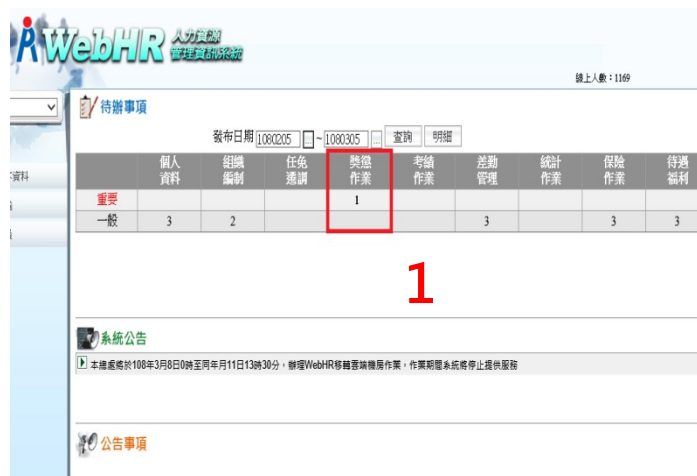 WebHR 人力資源
管理資訊系統
線上人數：1169
待辦事項
發布日期 1080205 ~ 1080305 查詢 明細
個人資料 組織編制 任免遷調 獎懲作業 考績作業 差勤管理 統計作業 保險作業 待遇福利
重要 1
一般 3 2 3 3 3
1
系統公告
本總處將於108年3月8日0時至同年月11日13時30分，辦理WebHR移轉雲端機房作業，作業期間系統將停止提供服務
公告事項